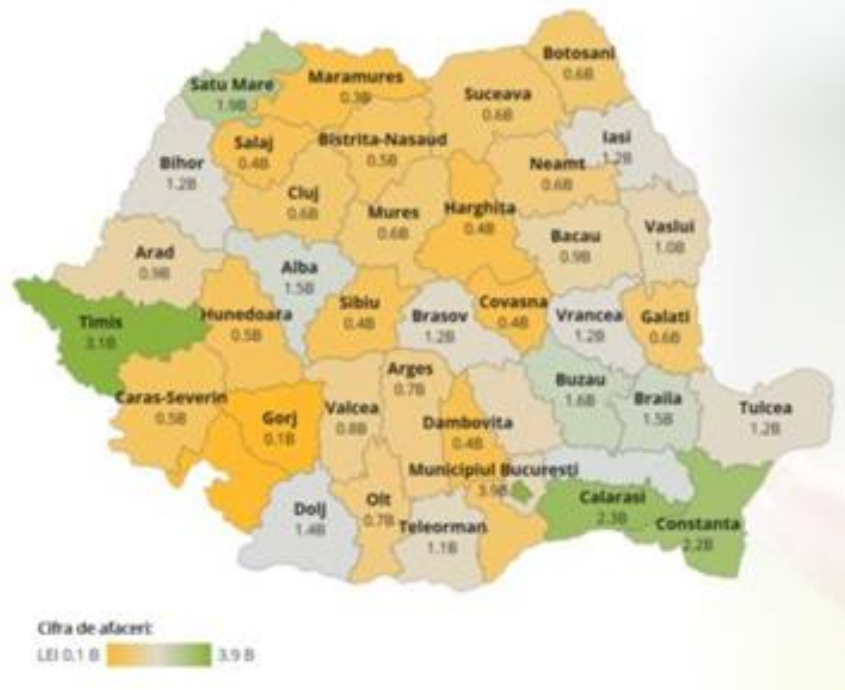 Botosani
0.6B
Satu Mare
1.9B
Maramures
0.3B
Suceava
0.6B
Iasi
1.2B
Salaj
0.4B
Bistrita-Nasaud
0.5B
Bihor
1.2B
Neamt
0.6B
Cluj
0.6B
Mures
0.6B
Harghita
0.4B
Bacau
0.9B
Vaslui
1.0B
Arad
0.9B
Alba
1.5B
Timis
3.1B
Hunedoara
0.5B
Sibiu
0.4B
Brasov
1.2B
Covasna
0.4B
Vrancea
1.2B
Galati
0.6B
Caras-Severin
0.5B
Gorj
0.1B
Valcea
0.8B
Arges
0.7B
Dambovita
0.4B
Buzau
1.6B
Braila
1.5B
Tulcea
1.2B
Municipiul Bucuresti
3.9B
Dolj
1.4B
Olt
0.7B
Teleorman
1.1B
Calarasi
2.3B
Constanta
2.2B
Cifra de afaceri:
LEI 0.1 B 3.9 B